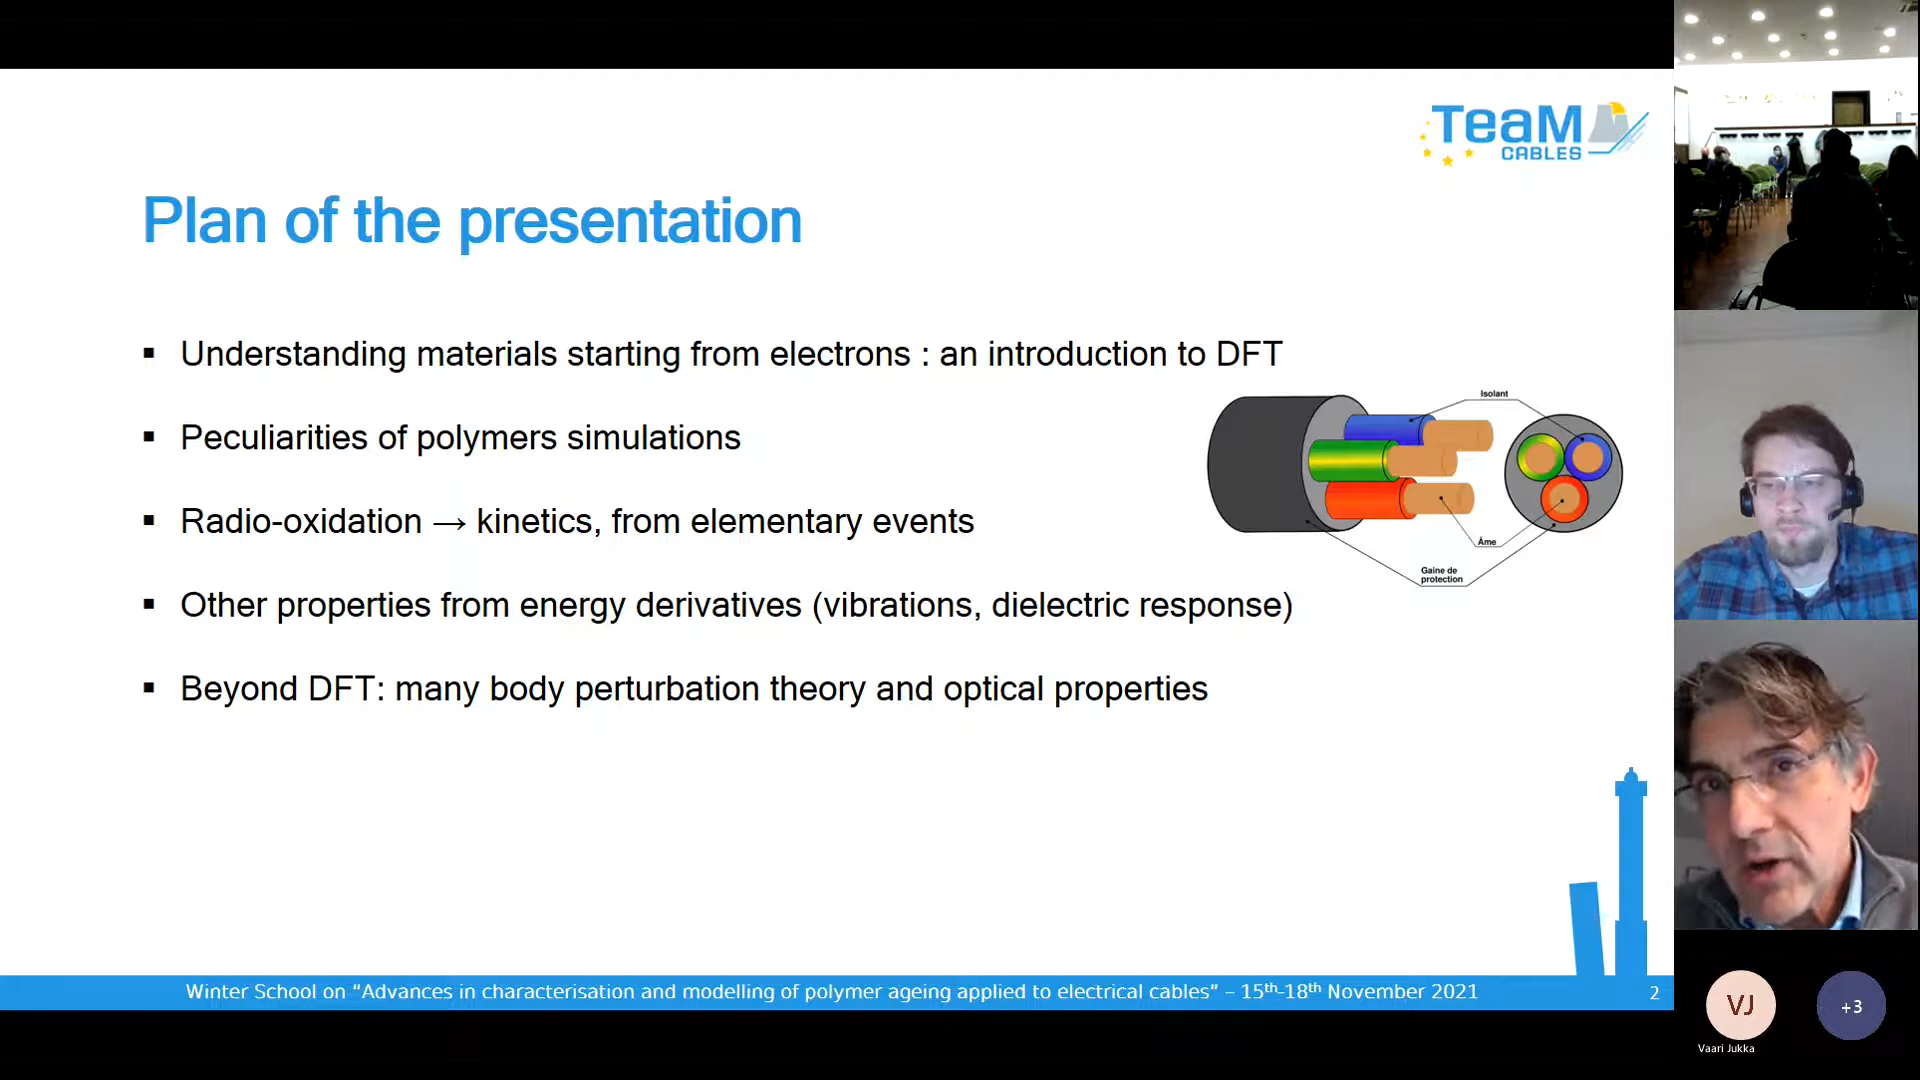 TeaM
CABLES
Plan of the presentation
▪ Understanding materials starting from electrons : an introduction to DFT
▪ Peculiarities of polymers simulations
▪ Radio-oxidation → kinetics, from elementary events
▪ Other properties from energy derivatives (vibrations, dielectric response)
▪ Beyond DFT: many body perturbation theory and optical properties
Isolant
Âme
Gaine de
protection
Winter School on “Advances in characterisation and modelling of polymer ageing applied to electrical cables” – 15th-18th November 2021
2
VJ
+3
Vaari Jukka